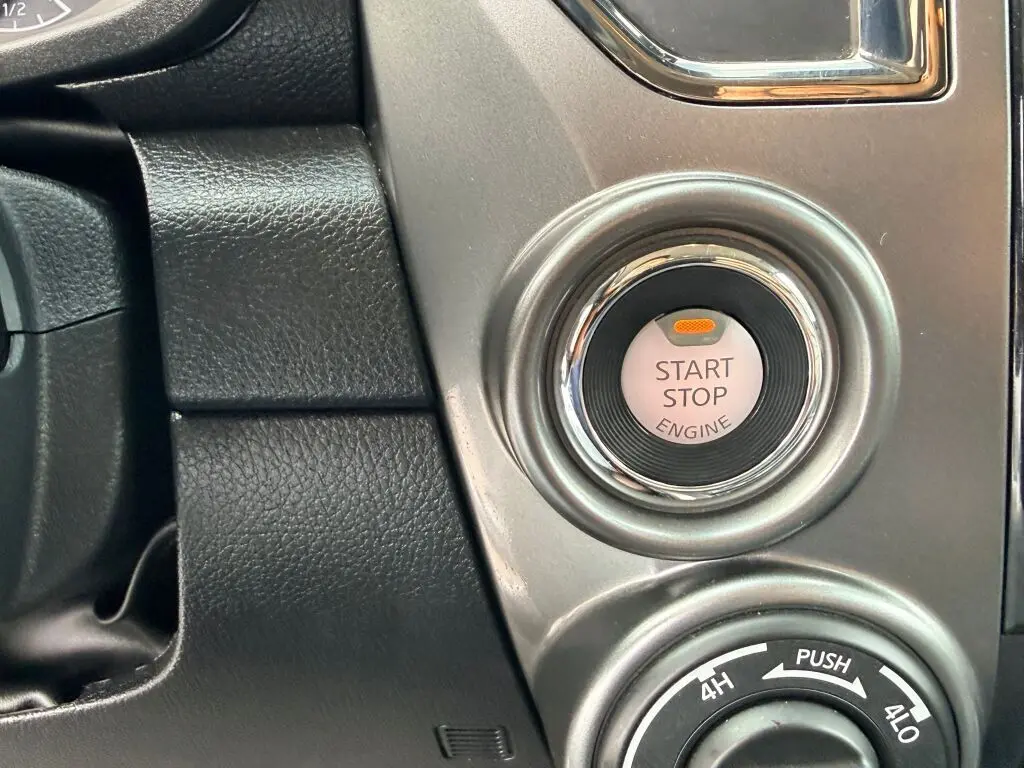 1/2
START
STOP
ENGINE
PUSH
4H
4LO